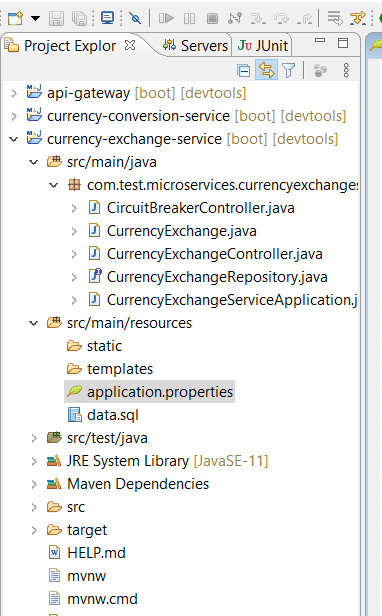 Project Explor Servers JUnit
api-gateway [boot] [devtools]
currency-conversion-service [boot] [devtools]
currency-exchange-service [boot] [devtools]
src/main/java
com.test.microservices.currencyexchanges
CircuitBreakerController.java
CurrencyExchange.java
CurrencyExchangeController.java
CurrencyExchangeRepository.java
CurrencyExchangeServiceApplication.j
src/main/resources
static
templates
application.properties
data.sql
src/test/java
JRE System Library [JavaSE-11]
Maven Dependencies
src
target
HELP.md
mvnw
mvnw.cmd